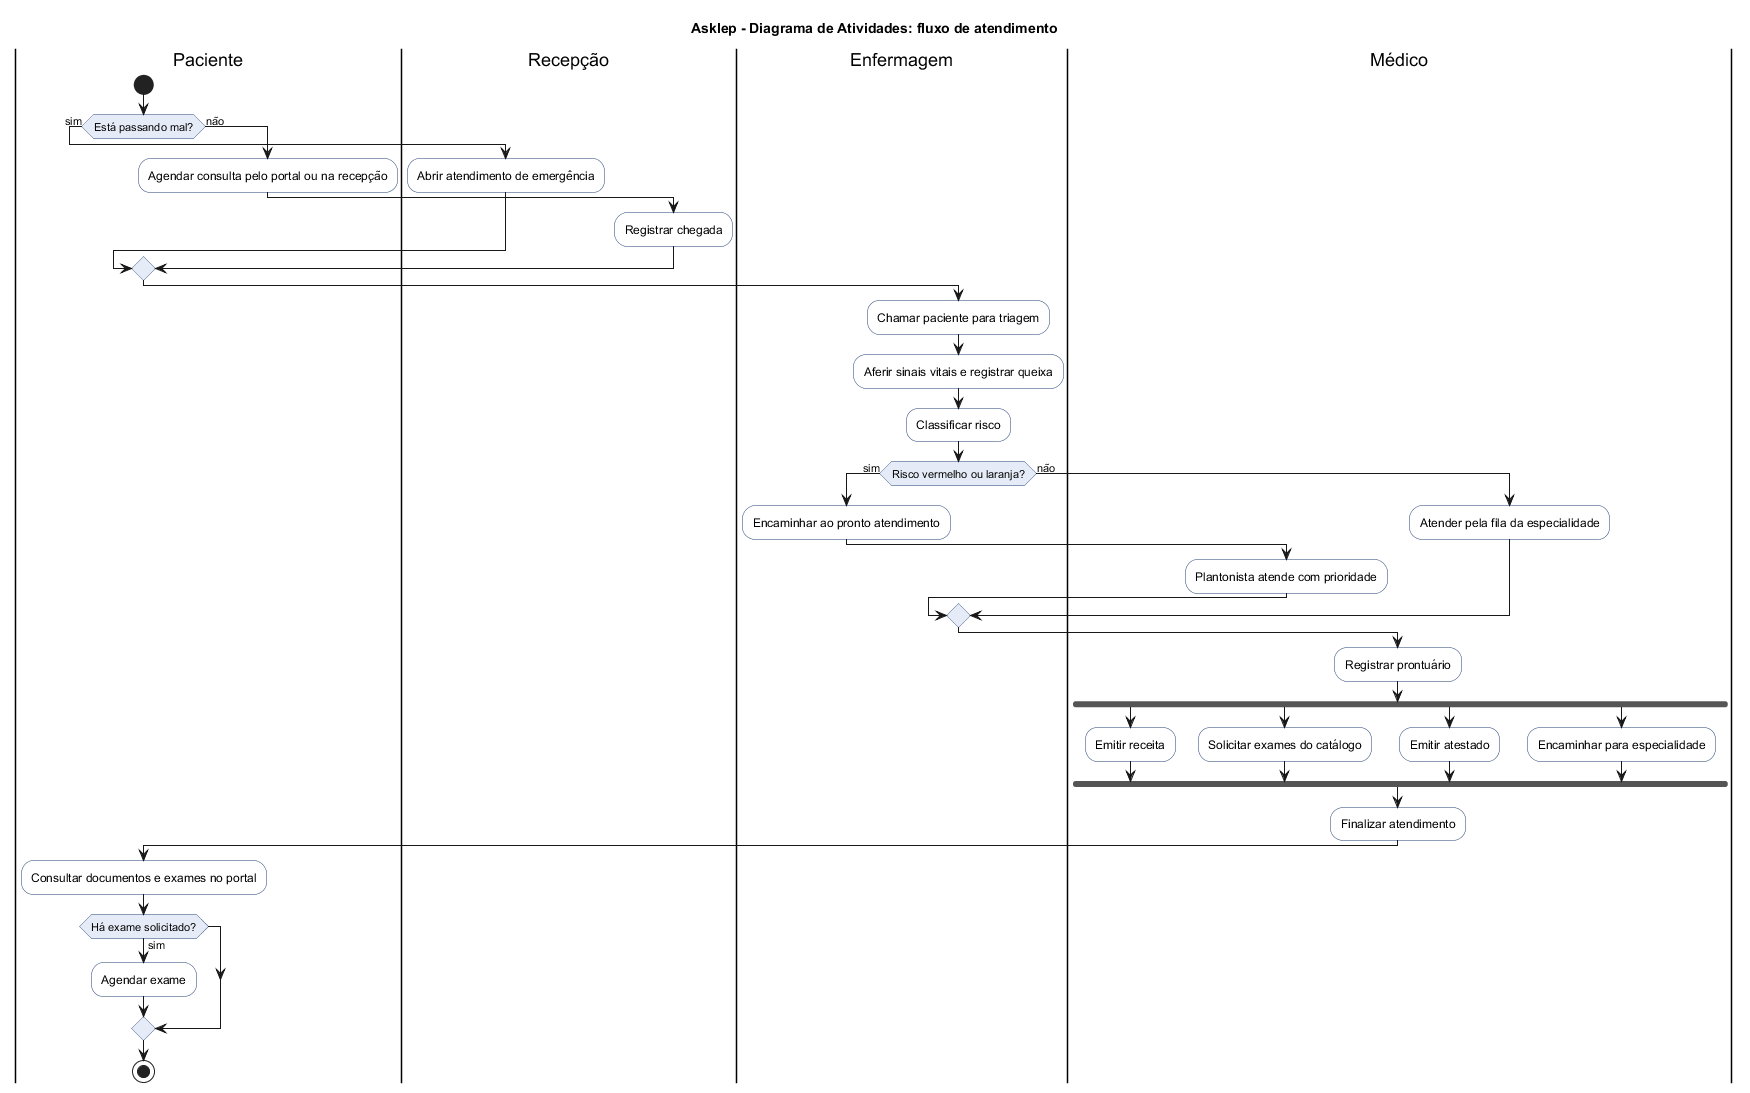 Asklep - Diagrama de Atividades: fluxo de atendimento
Paciente
Recepção
Enfermagem
Médico
sim
Está passando mal?
não
Agendar consulta pelo portal ou na recepção
Abrir atendimento de emergência
Registrar chegada
Chamar paciente para triagem
Aferir sinais vitais e registrar queixa
Classificar risco
sim
Risco vermelho ou laranja?
não
Encaminhar ao pronto atendimento
Atender pela fila da especialidade
Plantonista atende com prioridade
Registrar prontuário
Emitir receita
Solicitar exames do catálogo
Emitir atestado
Encaminhar para especialidade
Finalizar atendimento
Consultar documentos e exames no portal
Há exame solicitado?
sim
Agendar exame